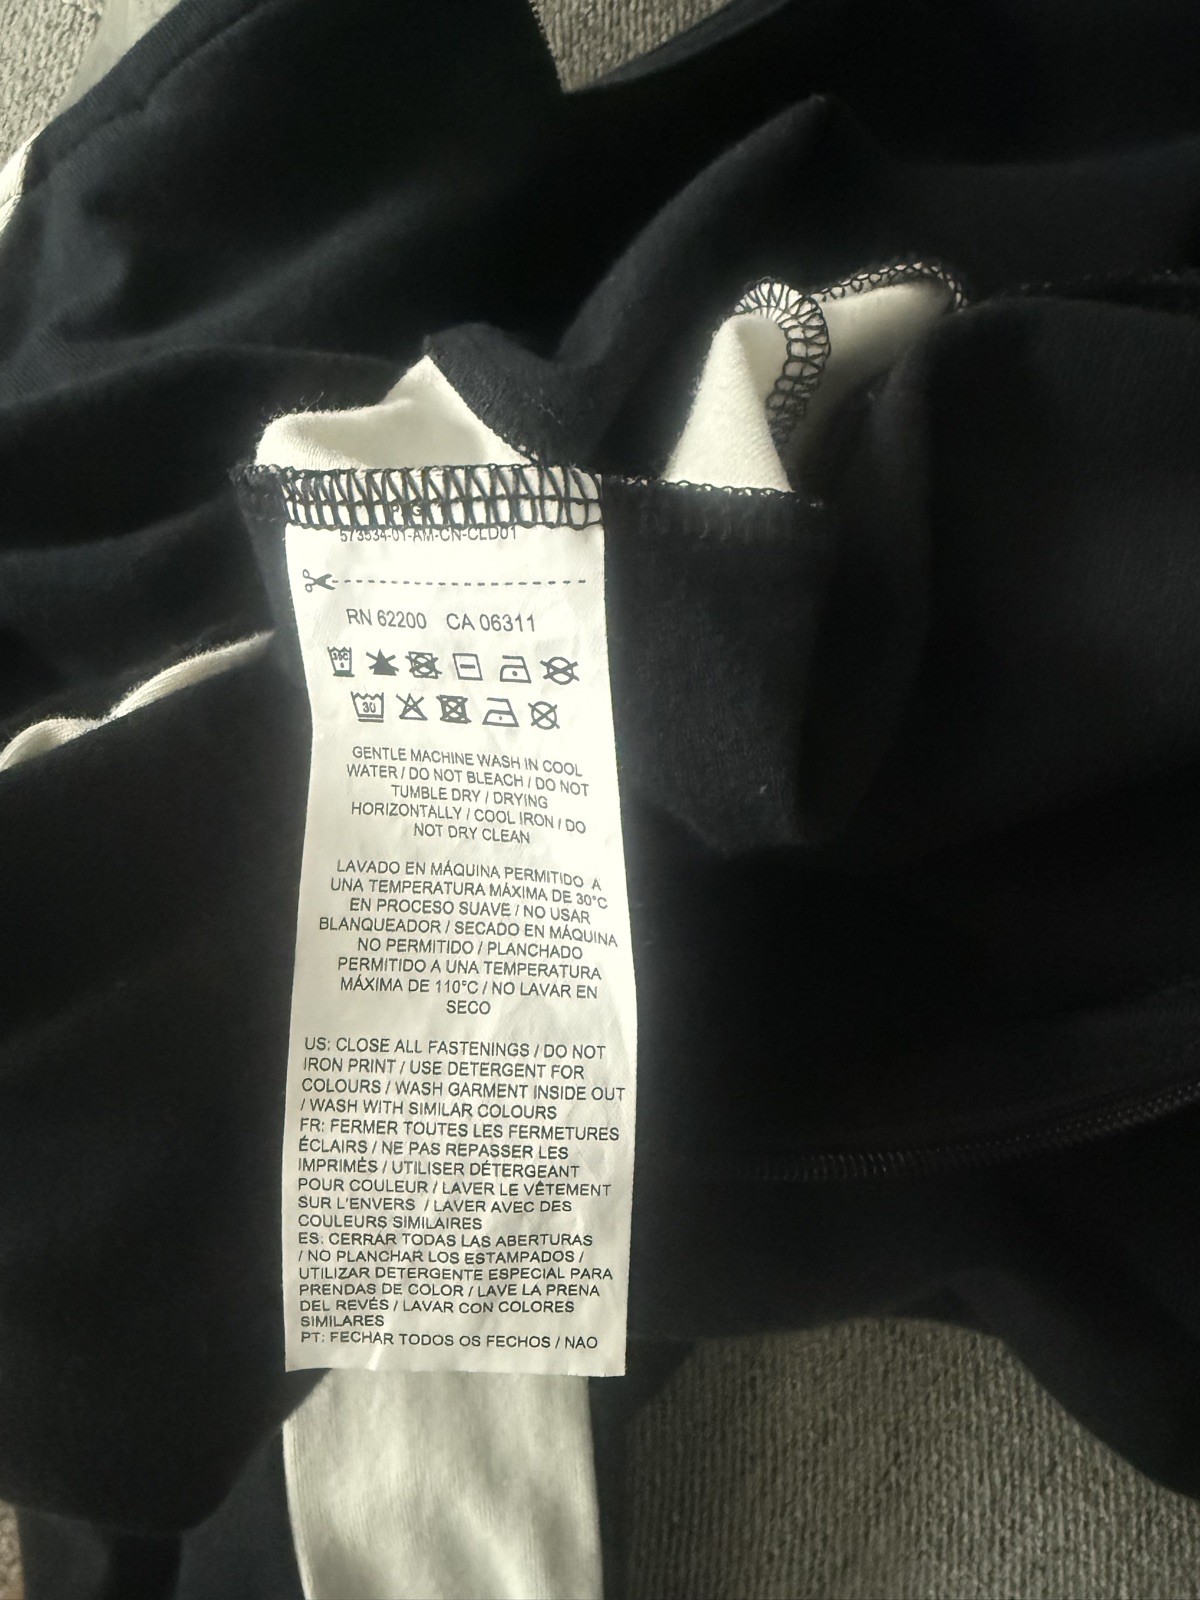 573534-01-AM-CN-CLD01
RN 62200 CA 06311
30
GENTLE MACHINE WASH IN COOL
WATER / DO NOT BLEACH / DO NOT
TUMBLE DRY / DRYING
HORIZONTALLY / COOL IRON / DO
NOT DRY CLEAN
LAVADO EN MÁQUINA PERMITIDO A
UNA TEMPERATURA MÁXIMA DE 30°C
EN PROCESO SUAVE / NO USAR
BLANQUEADOR / SECADO EN MÁQUINA
NO PERMITIDO / PLANCHADO
PERMITIDO A UNA TEMPERATURA
MÁXIMA DE 110°C / NO LAVAR EN
SECO
US: CLOSE ALL FASTENINGS / DO NOT
IRON PRINT / USE DETERGENT FOR
COLOURS / WASH GARMENT INSIDE OUT
/ WASH WITH SIMILAR COLOURS
FR: FERMER TOUTES LES FERMETURES
ÉCLAIRS / NE PAS REPASSER LES
IMPRIMÉS / UTILISER DÉTERGEANT
POUR COULEUR / LAVER LE VÊTEMENT
SUR L'ENVERS / LAVER AVEC DES
COULEURS SIMILAIRES
ES: CERRAR TODAS LAS ABERTURAS
/ NO PLANCHAR LOS ESTAMPADOS /
UTILIZAR DETERGENTE ESPECIAL PARA
PRENDAS DE COLOR / LAVE LA PRENA
DEL REVÉS / LAVAR CON COLORES
SIMILARES
PT: FECHAR TODOS OS FECHOS / NAO